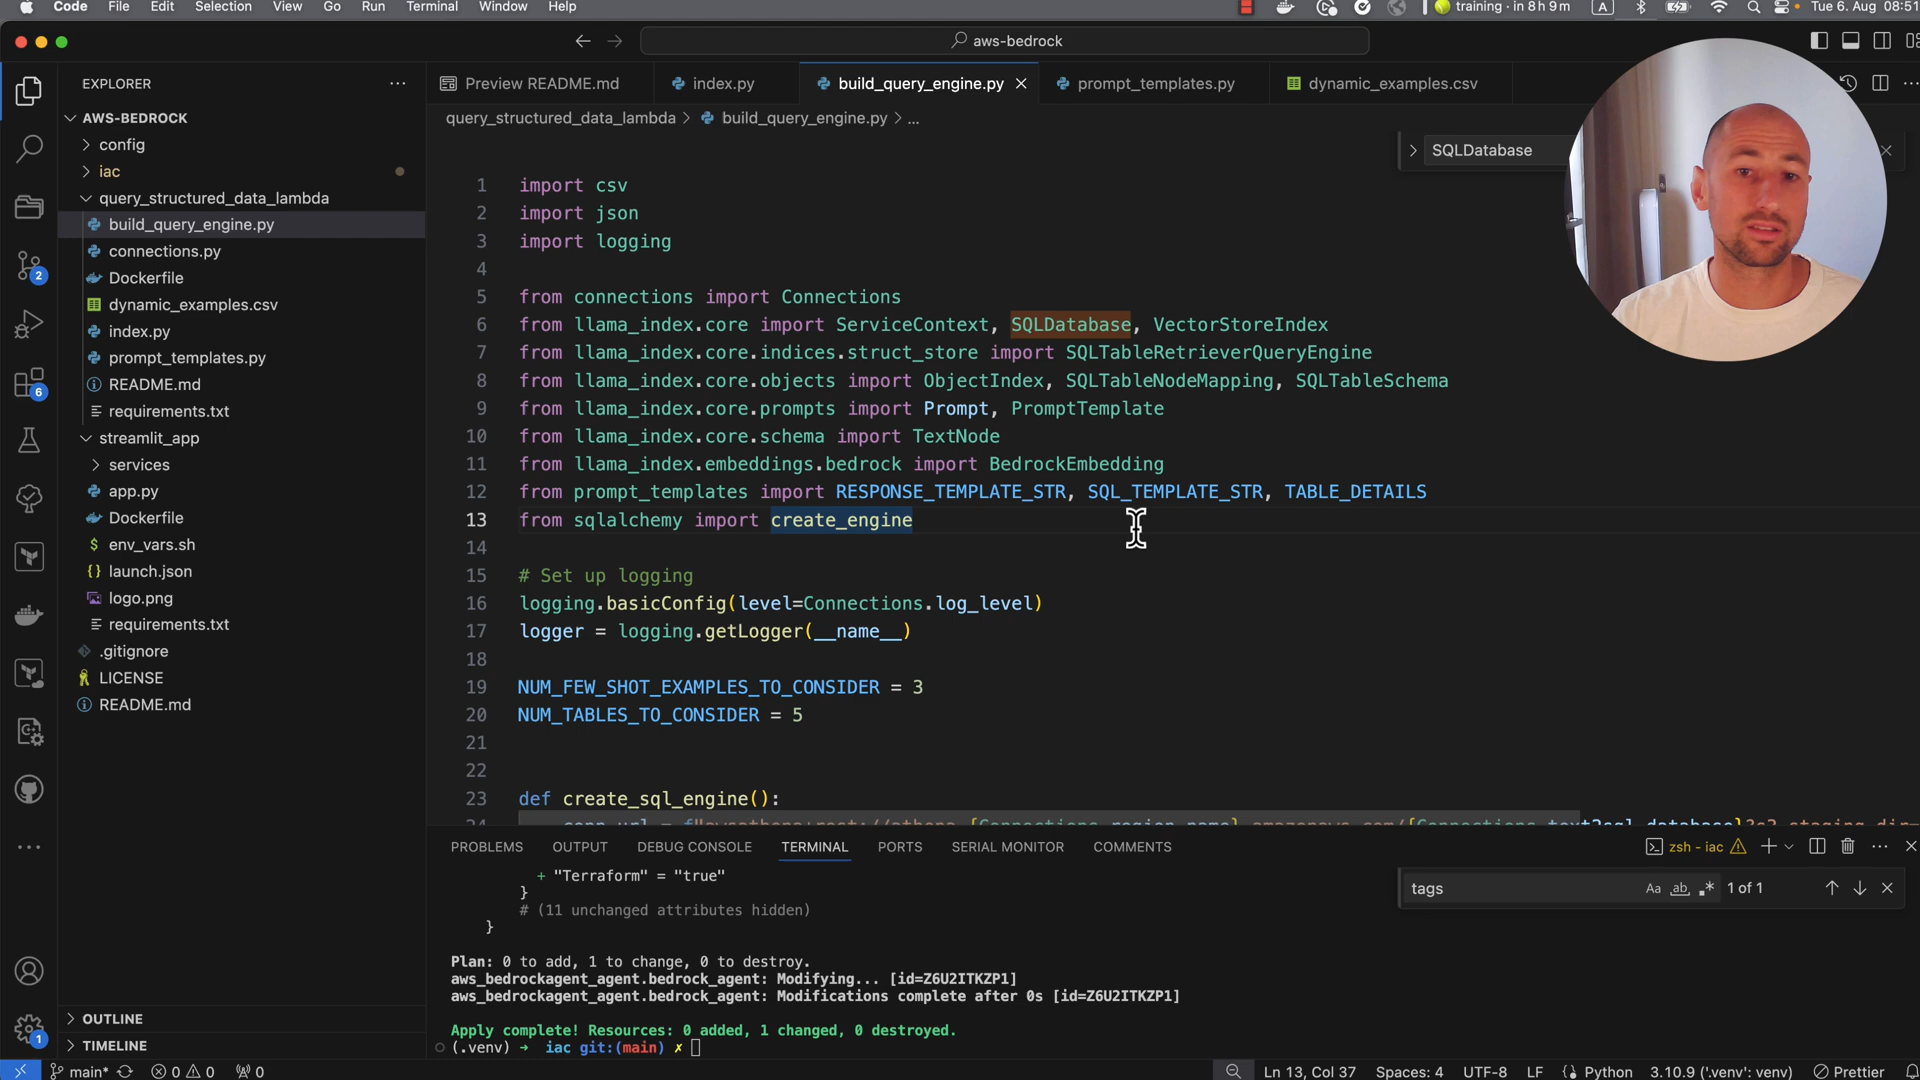 Code File Edit Selection View Go Run Terminal Window Help
training · in 8 h 9 m A Tue 6. Aug 08:51
aws-bedrock
EXPLORER
Preview README.md index.py build_query_engine.py prompt_templates.py dynamic_examples.csv
query_structured_data_lambda > build_query_engine.py > ...
SQLDatabase
AWS-BEDROCK
config
iac
query_structured_data_lambda
build_query_engine.py
connections.py
Dockerfile
dynamic_examples.csv
index.py
prompt_templates.py
README.md
requirements.txt
streamlit_app
services
app.py
Dockerfile
env_vars.sh
launch.json
logo.png
requirements.txt
.gitignore
LICENSE
README.md
OUTLINE
TIMELINE
2
6
1
1 import csv
2 import json
3 import logging
4
5 from connections import Connections
6 from llama_index.core import ServiceContext, SQLDatabase, VectorStoreIndex
7 from llama_index.core.indices.struct_store import SQLTableRetrieverQueryEngine
8 from llama_index.core.objects import ObjectIndex, SQLTableNodeMapping, SQLTableSchema
9 from llama_index.core.prompts import Prompt, PromptTemplate
10 from llama_index.core.schema import TextNode
11 from llama_index.embeddings.bedrock import BedrockEmbedding
12 from prompt_templates import RESPONSE_TEMPLATE_STR, SQL_TEMPLATE_STR, TABLE_DETAILS
13 from sqlalchemy import create_engine
14
15 # Set up logging
16 logging.basicConfig(level=Connections.log_level)
17 logger = logging.getLogger(__name__)
18
19 NUM_FEW_SHOT_EXAMPLES_TO_CONSIDER = 3
20 NUM_TABLES_TO_CONSIDER = 5
21
22
23 def create_sql_engine():
PROBLEMS OUTPUT DEBUG CONSOLE TERMINAL PORTS SERIAL MONITOR COMMENTS
zsh - iac
tags Aa ab 1 of 1
+ "Terraform" = "true"
}
# (11 unchanged attributes hidden)
}
Plan: 0 to add, 1 to change, 0 to destroy.
aws_bedrockagent_agent.bedrock_agent: Modifying... [id=Z6U2ITKZP1]
aws_bedrockagent_agent.bedrock_agent: Modifications complete after 0s [id=Z6U2ITKZP1]
Apply complete! Resources: 0 added, 1 changed, 0 destroyed.
(.venv) → iac git:(main) ✗
main* 0 0 0
Ln 13, Col 37 Spaces: 4 UTF-8 LF Python 3.10.9 ('.venv': venv) Prettier